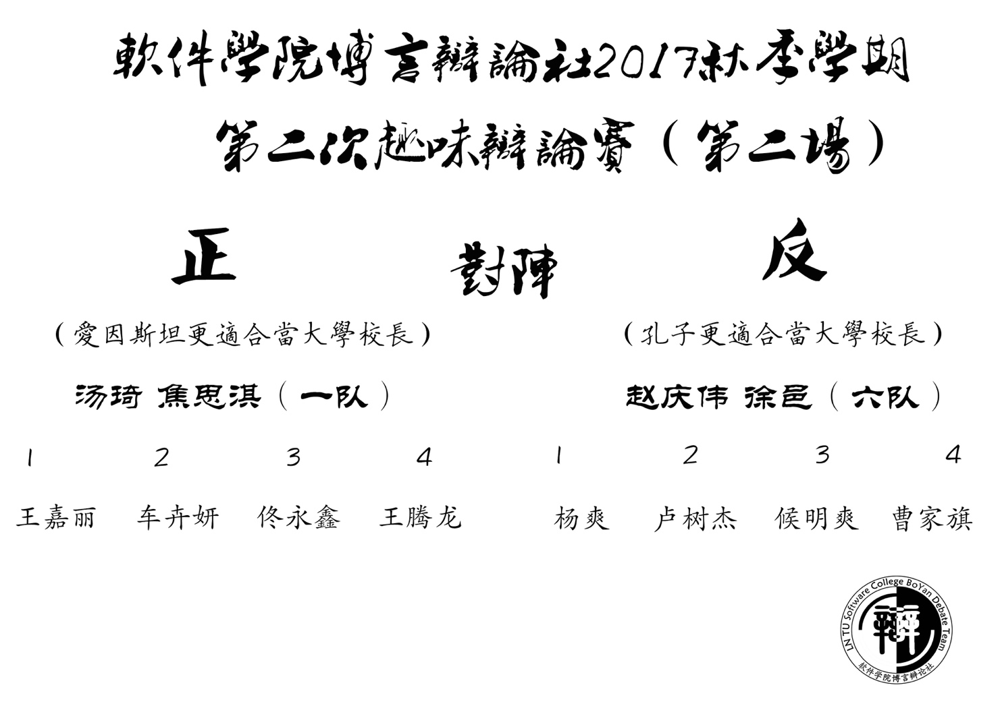 軟件學院博言辯論社2017秋季學期
第二次趣味辯論賽（第二場）
正 對陣 反
（愛因斯坦更適合當大學校長） （孔子更適合當大學校長）
汤琦 焦思淇（一队） 赵庆伟 徐邑（六队）
1 2 3 4 1 2 3 4
王嘉丽 车卉妍 佟永鑫 王腾龙 杨爽 卢树杰 候明爽 曹家旗
LN TU Software College BoYan Debate Team
辯
软件学院博言辩论社